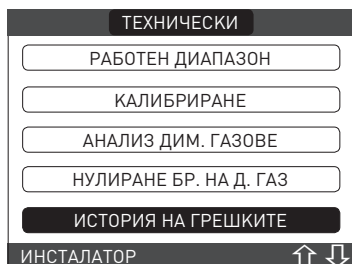 ТЕХНИЧЕСКИ
РАБОТЕН ДИАПАЗОН
КАЛИБРИРАНЕ
АНАЛИЗ ДИМ. ГАЗОВЕ
НУЛИРАНЕ БР. НА Д. ГАЗ
ИСТОРИЯ НА ГРЕШКИТЕ
ИНСТАЛАТОР